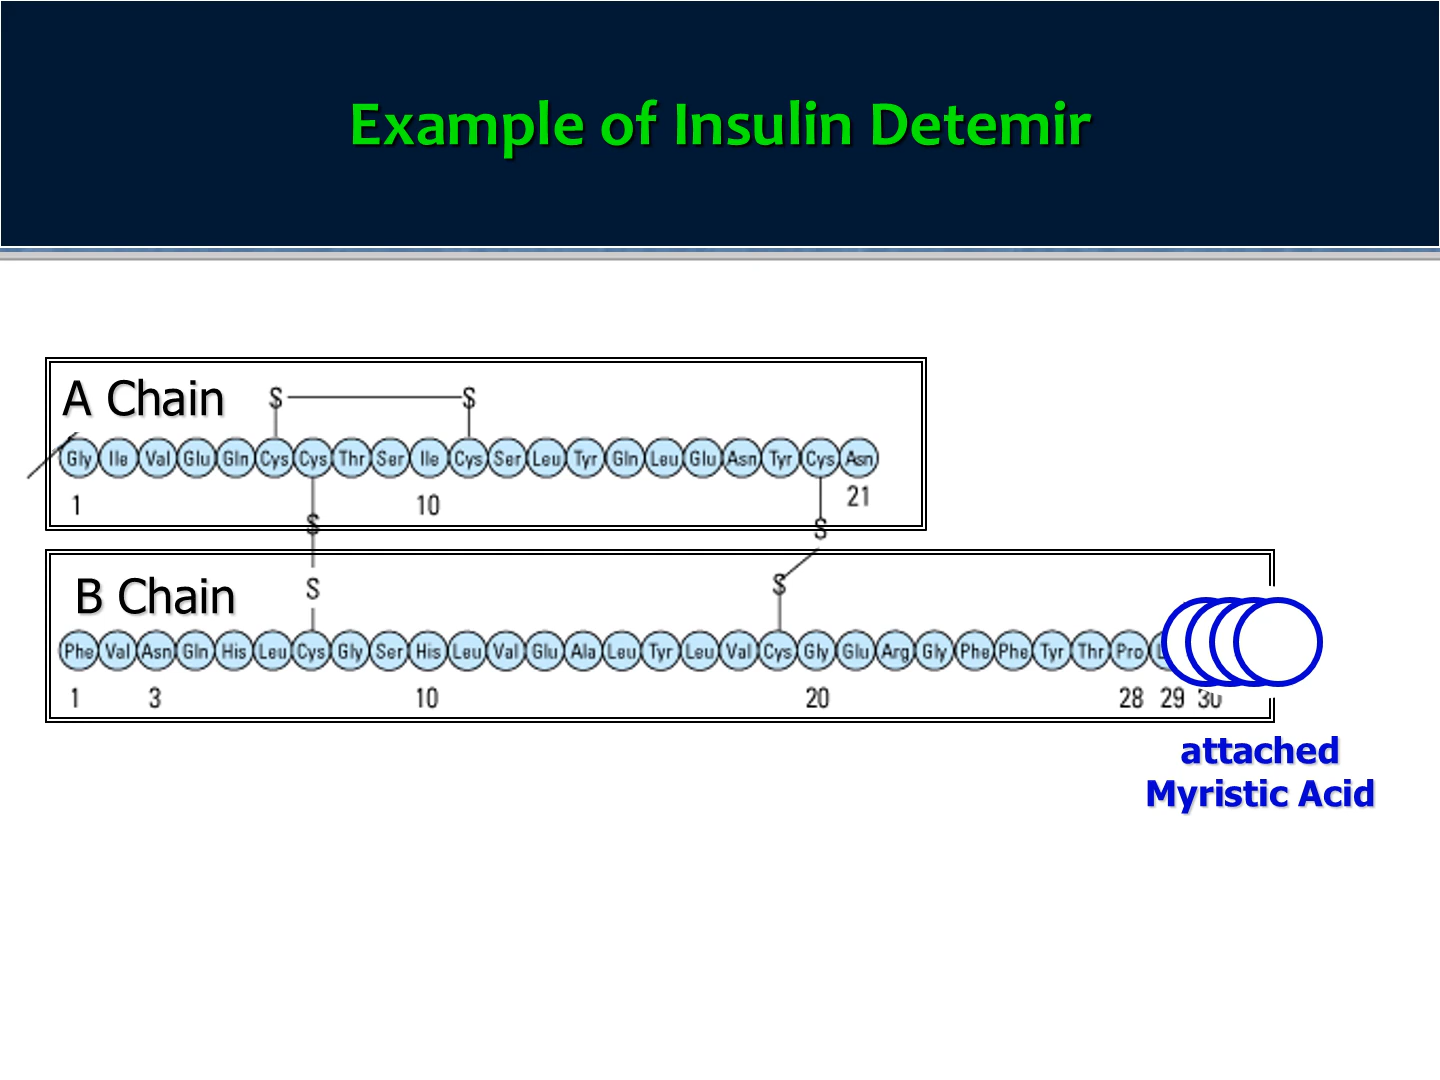 Example of Insulin Detemir
A Chain
S S
Gly Ile Val Glu Gln Cys Cys Thr Ser Ile Cys Ser Leu Tyr Gln Leu Glu Asn Tyr Cys Asn
1 10 21
S S
B Chain
S S
Phe Val Asn Gln His Leu Cys Gly Ser His Leu Val Glu Ala Leu Tyr Leu Val Cys Gly Glu Arg Gly Phe Phe Tyr Thr Pro
1 3 10 20 28 29 30
attached
Myristic Acid